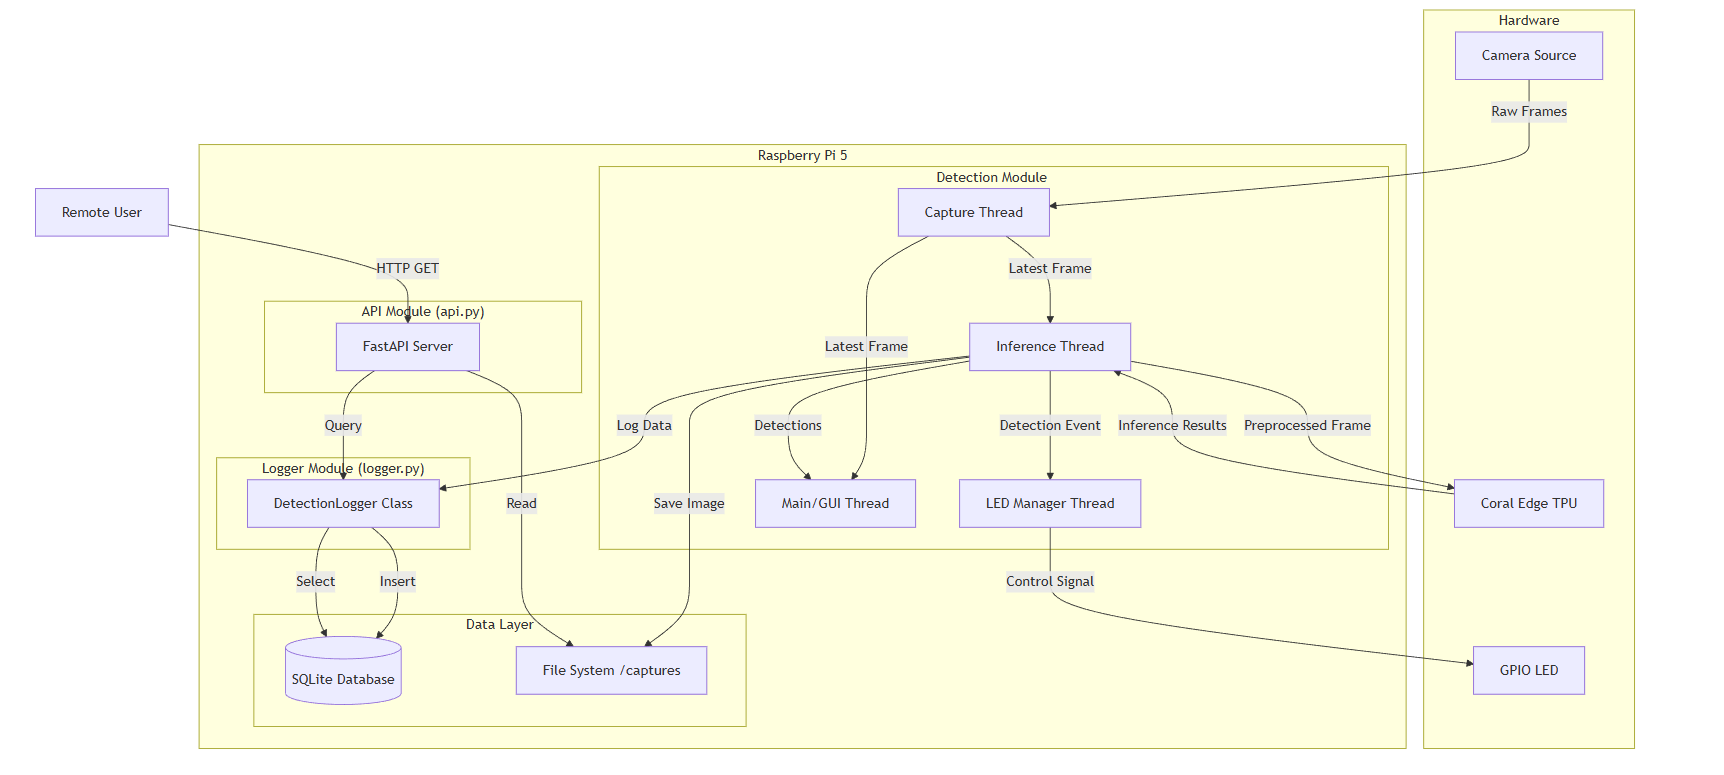 Hardware
Camera Source
Raw Frames
Raspberry Pi 5
Detection Module
Remote User
Capture Thread
HTTP GET
Latest Frame
API Module (api.py)
FastAPI Server
Latest Frame
Inference Thread
Query
Log Data
Detections
Detection Event
Inference Results
Preprocessed Frame
Logger Module (logger.py)
DetectionLogger Class
Read
Save Image
Main/GUI Thread
LED Manager Thread
Coral Edge TPU
Select
Insert
Control Signal
Data Layer
SQLite Database
File System /captures
GPIO LED